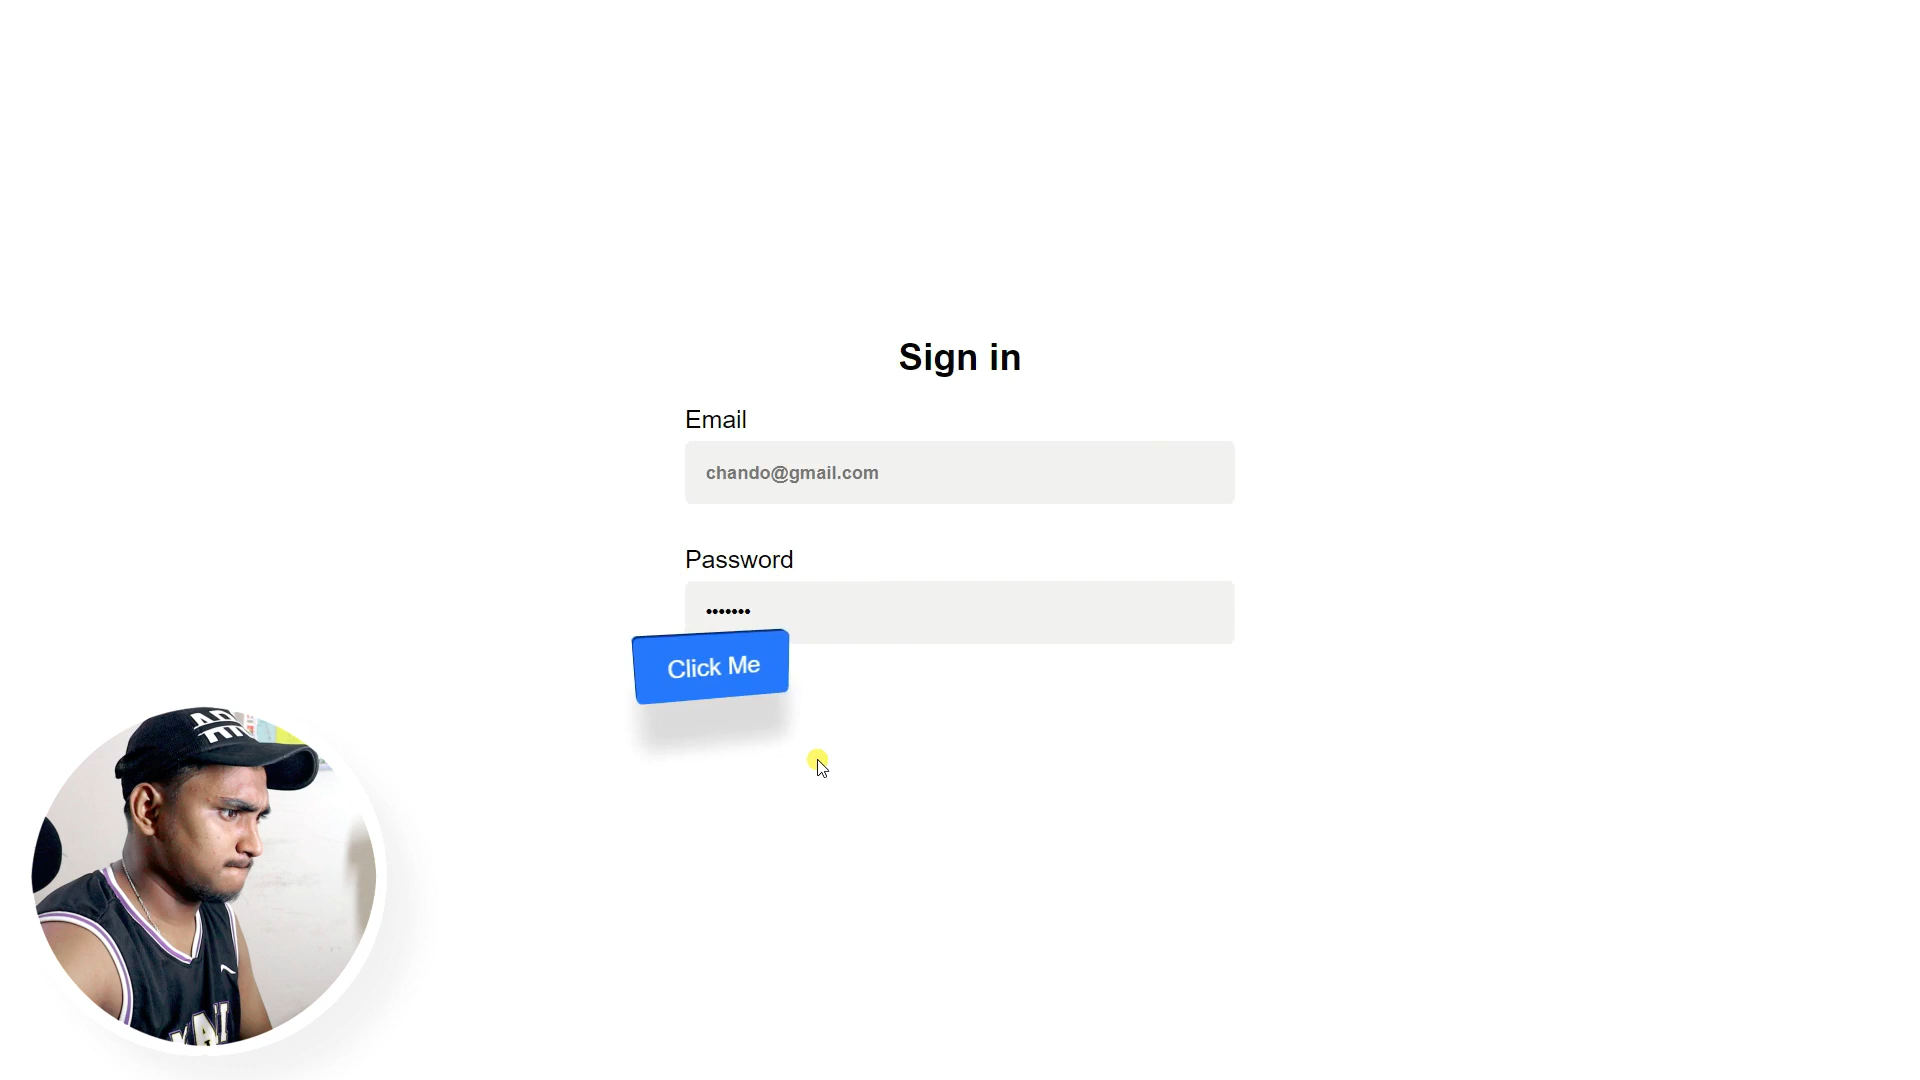 Sign in
Email
chando@gmail.com
Password
•••••••
Click Me